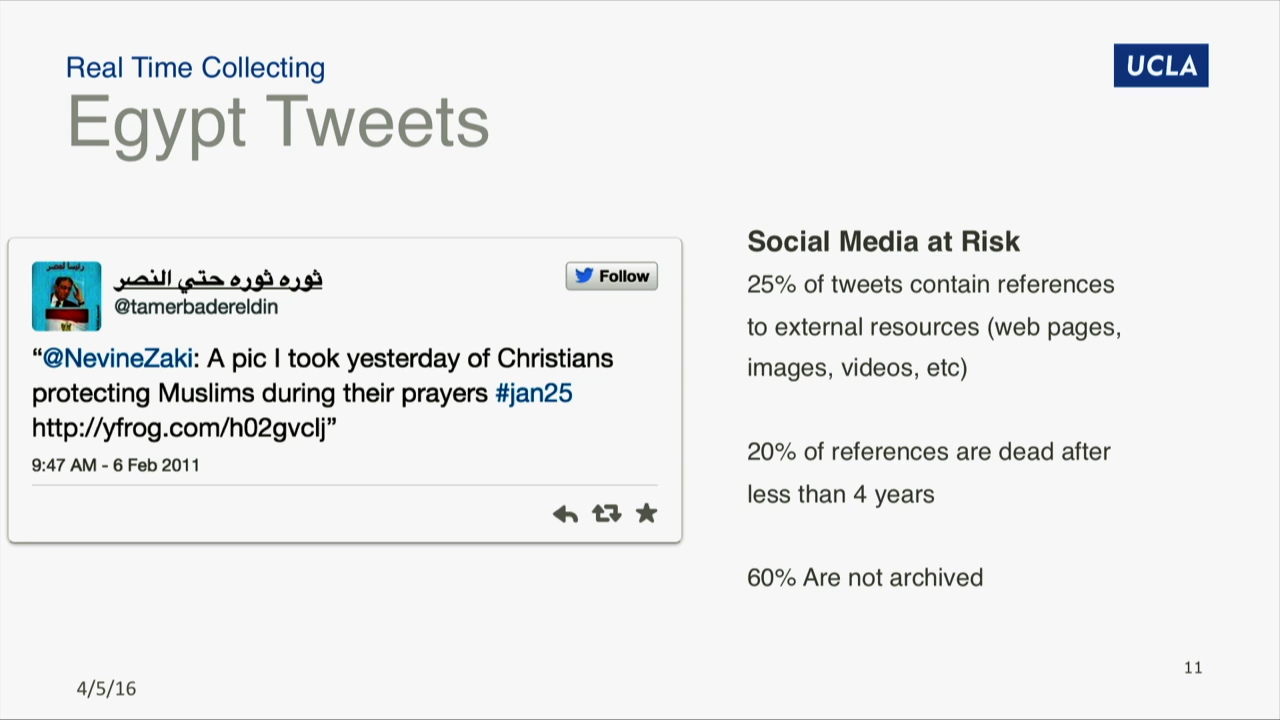 Real Time Collecting
Egypt Tweets
UCLA
ثوره ثوره حتي النصر
@tamerbadereldin
Follow
“@NevineZaki: A pic I took yesterday of Christians
protecting Muslims during their prayers #jan25
http://yfrog.com/h02gvclj”
9:47 AM - 6 Feb 2011
Social Media at Risk
25% of tweets contain references
to external resources (web pages,
images, videos, etc)
20% of references are dead after
less than 4 years
60% Are not archived
4/5/16
11